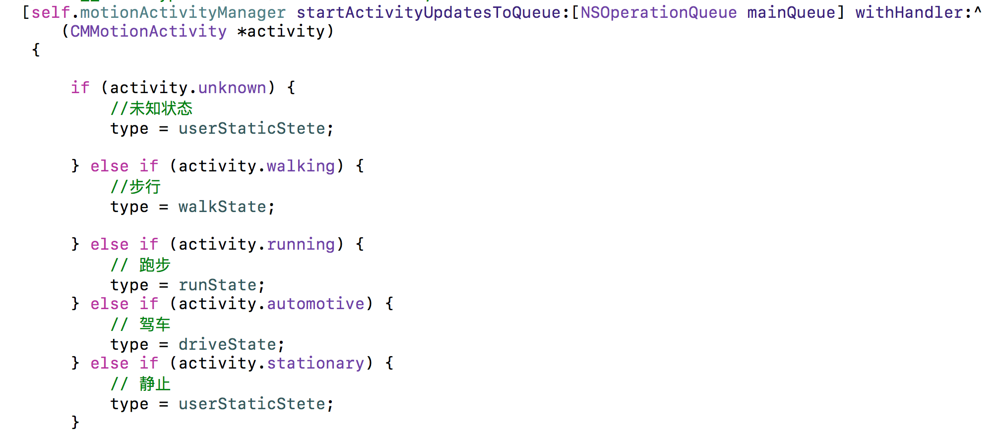 [self.motionActivityManager startActivityUpdatesToQueue:[NSOperationQueue mainQueue] withHandler:^
(CMMotionActivity *activity)
{
if (activity.unknown) {
//未知状态
type = userStaticStete;
} else if (activity.walking) {
//步行
type = walkState;
} else if (activity.running) {
// 跑步
type = runState;
} else if (activity.automotive) {
// 驾车
type = driveState;
} else if (activity.stationary) {
// 静止
type = userStaticStete;
}